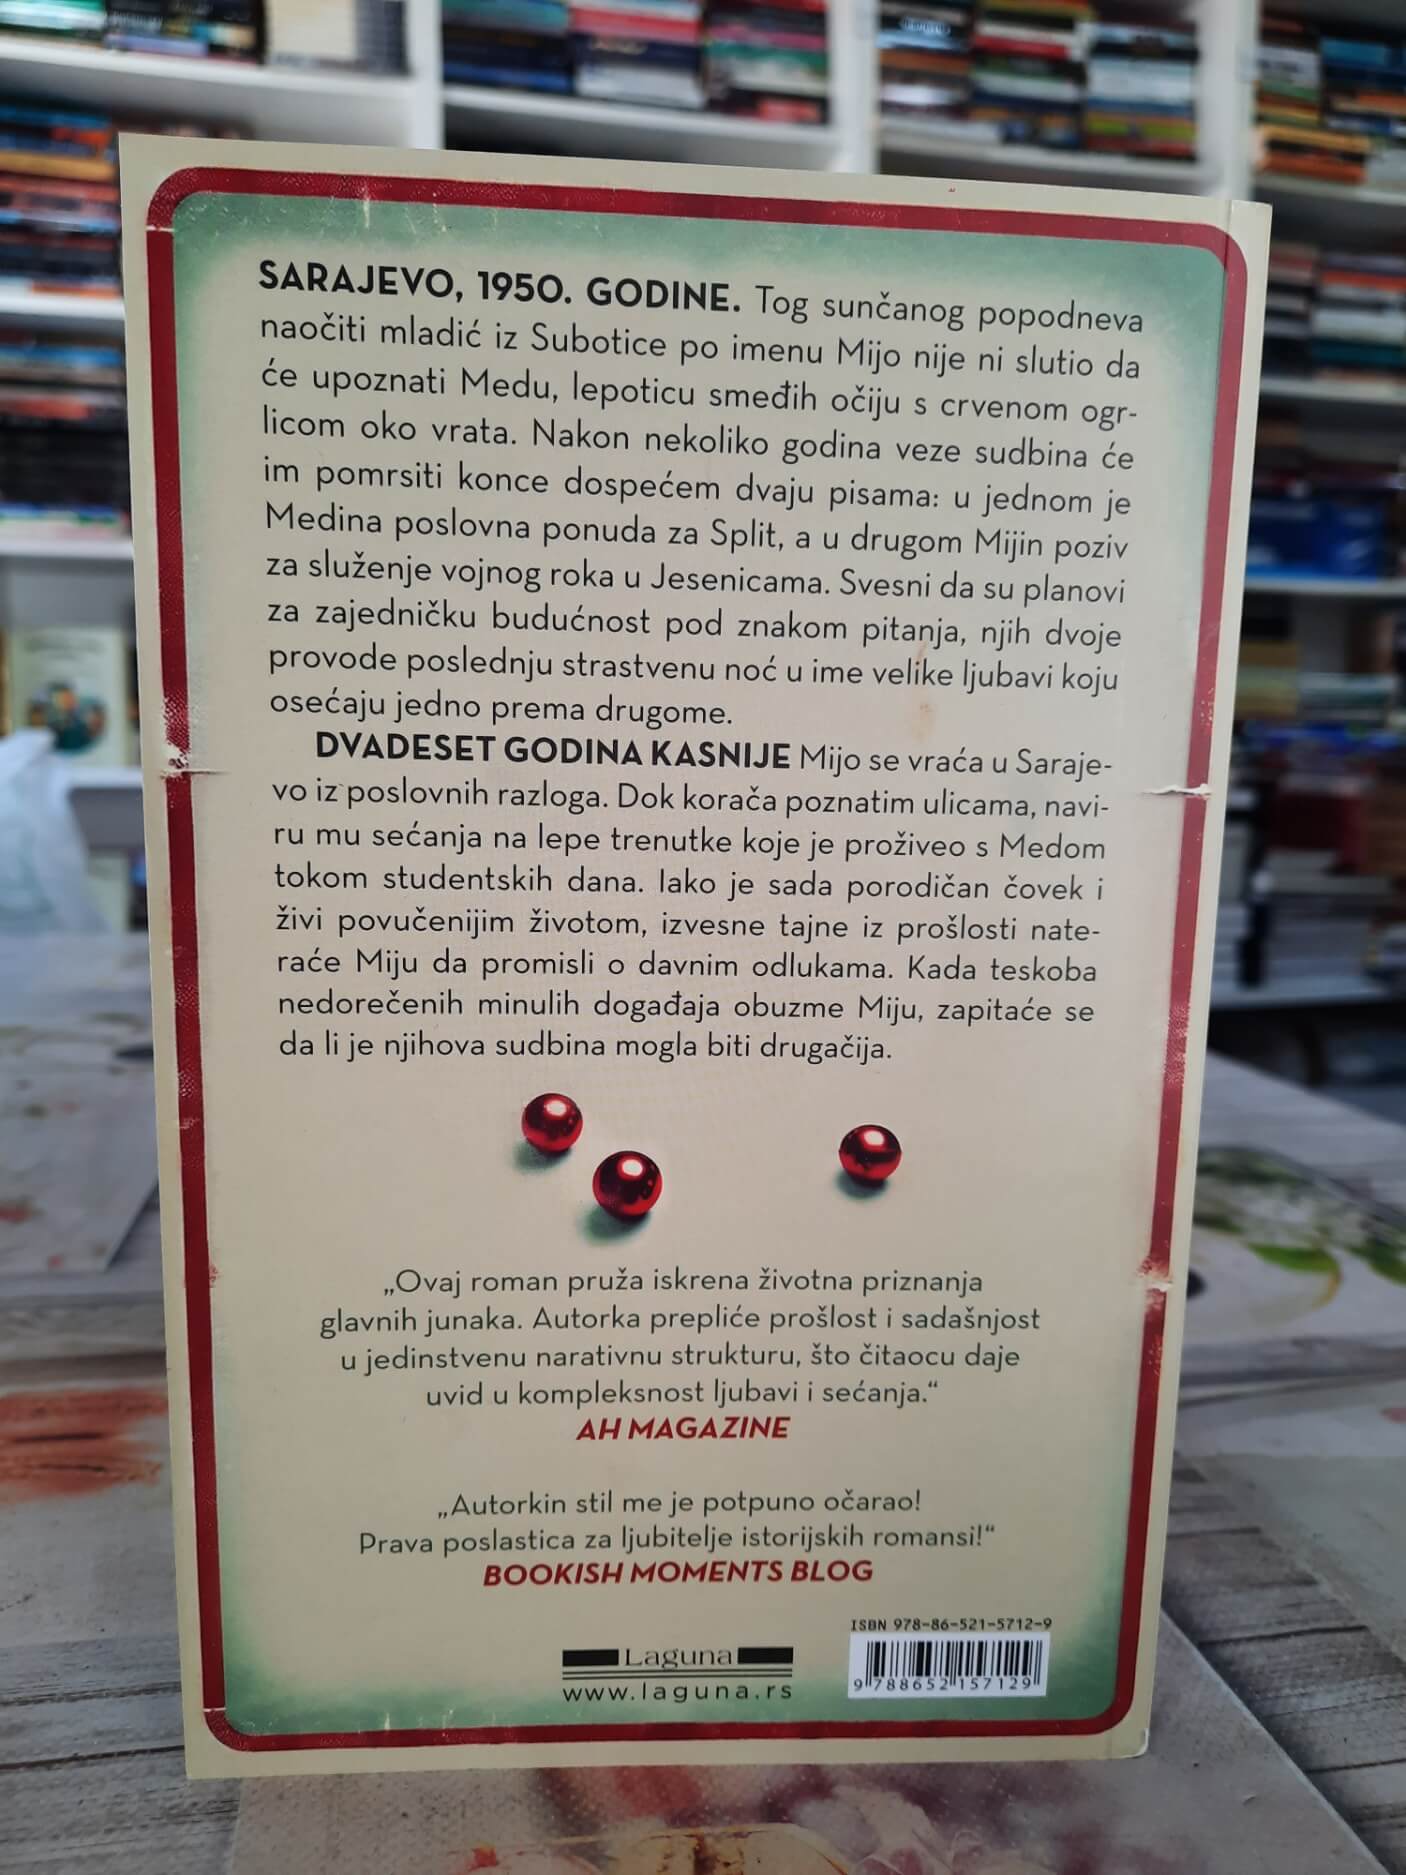 SARAJEVO, 1950. GODINE. Tog sunčanog popodneva
naočiti mladić iz Subotice po imenu Mijo nije ni slutio da
će upoznati Medu, lepoticu smeđih očiju s crvenom ogr-
licom oko vrata. Nakon nekoliko godina veze sudbina će
im pomrsiti konce dospećem dvaju pisama: u jednom je
Medina poslovna ponuda za Split, a u drugom Mijin poziv
za služenje vojnog roka u Jesenicama. Svesni da su planovi
za zajedničku budućnost pod znakom pitanja, njih dvoje
provode poslednju strastvenu noć u ime velike ljubavi koju
osećaju jedno prema drugome.
DVADESET GODINA KASNIJE Mijo se vraća u Saraje-
vo iz poslovnih razloga. Dok korača poznatim ulicama, navi-
ru mu sećanja na lepe trenutke koje je proživeo s Medom
tokom studentskih dana. Iako je sada porodičan čovek i
živi povučenijim životom, izvesne tajne iz prošlosti nate-
raće Miju da promisli o davnim odlukama. Kada teskoba
nedorečenih minulih događaja obuzme Miju, zapitaće se
da li je njihova sudbina mogla biti drugačija.
„Ovaj roman pruža iskrena životna priznanja
glavnih junaka. Autorka prepliće prošlost i sadašnjost
u jedinstvenu narativnu strukturu, što čitaocu daje
uvid u kompleksnost ljubavi i sećanja.“
AH MAGAZINE
„Autorkin stil me je potpuno očarao!
Prava poslastica za ljubitelje istorijskih romansi!“
BOOKISH MOMENTS BLOG
ISBN 978-86-521-5712-9
Laguna
www.laguna.rs
9 788652 157129